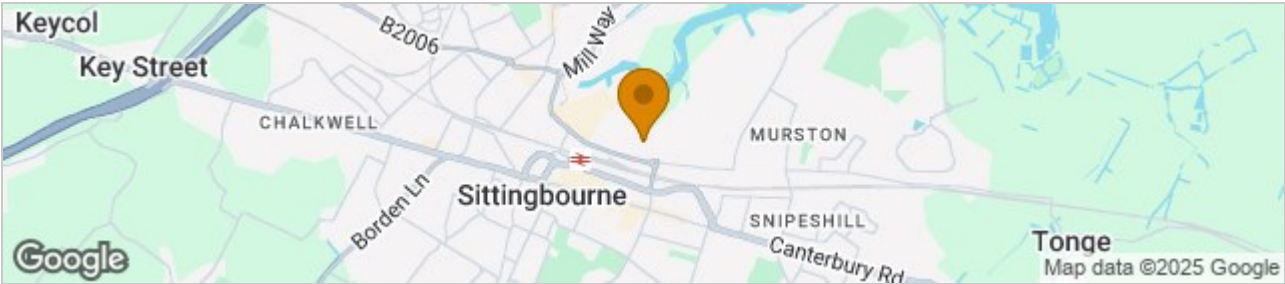 Keycol
B2006
Mill Way
Key Street
CHALKWELL
MURSTON
Borden Ln
Sittingbourne
SNIPESHILL
Canterbury Rd
Tonge
Google
Map data ©2025 Google